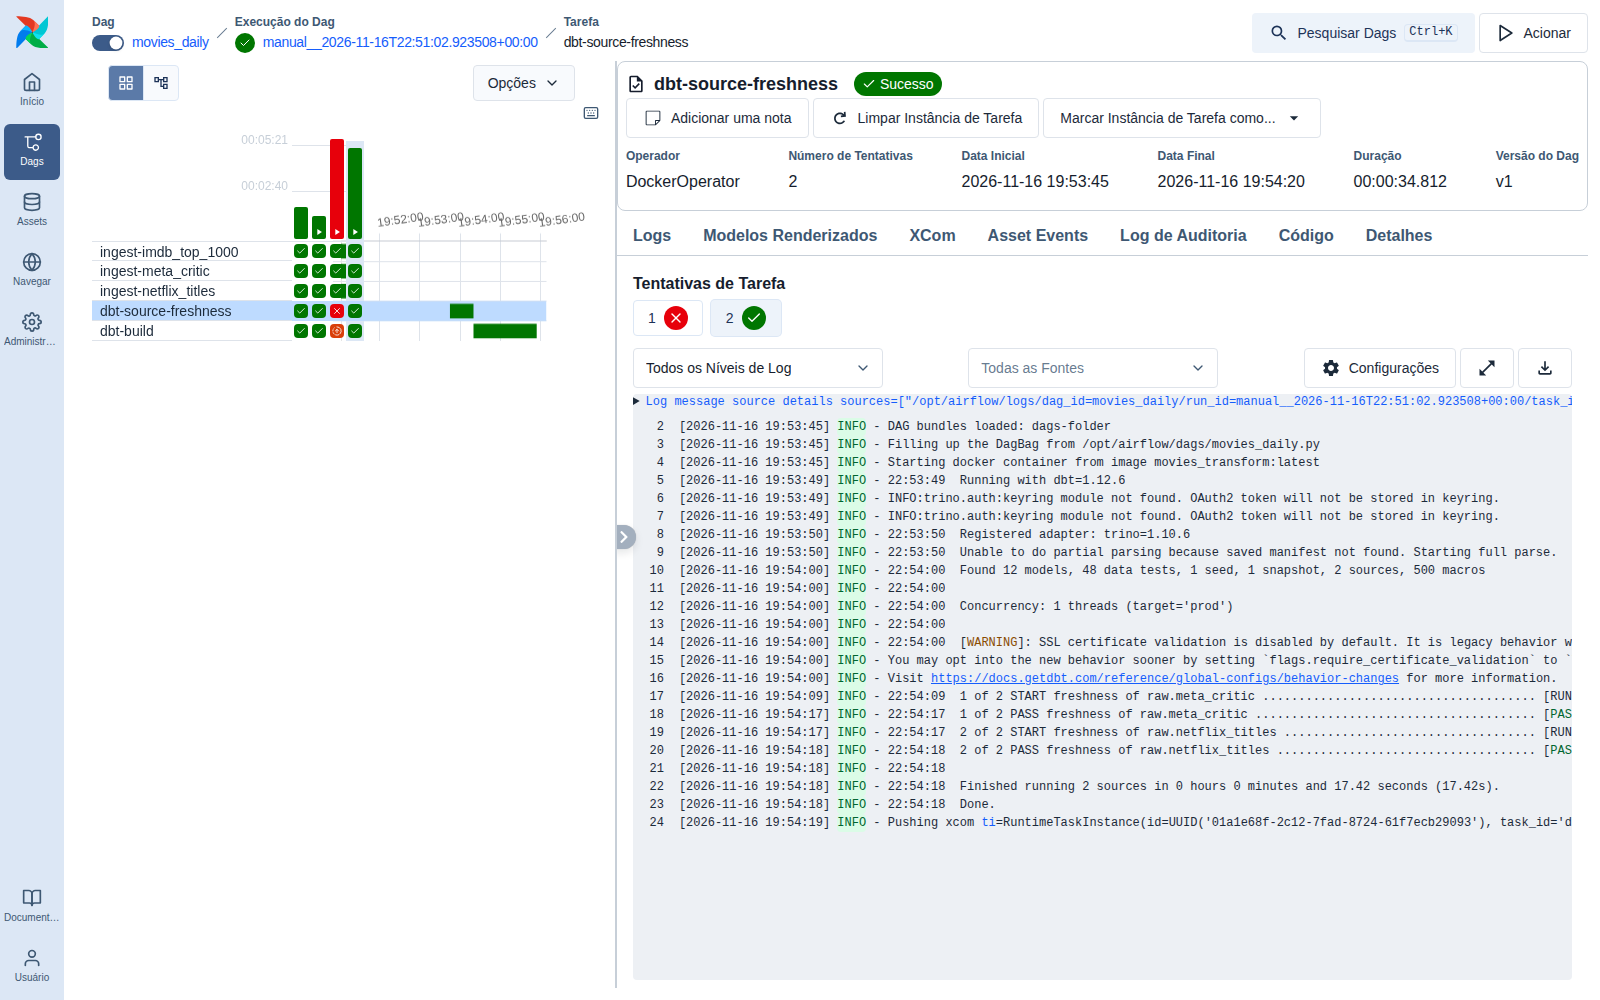 Dag
movies_daily
Execução do Dag
manual__2026-11-16T22:51:02.923508+00:00
Tarefa
dbt-source-freshness
Pesquisar Dags Ctrl+K
Acionar
Início
Dags
Assets
Navegar
Administr…
Document…
Usuário
Opções
00:05:21
00:02:40
19:52:00
19:53:00
19:54:00
19:55:00
19:56:00
ingest-imdb_top_1000
ingest-meta_critic
ingest-netflix_titles
dbt-source-freshness
dbt-build
dbt-source-freshness
Sucesso
Adicionar uma nota
Limpar Instância de Tarefa
Marcar Instância de Tarefa como...
Operador
DockerOperator
Número de Tentativas
2
Data Inicial
2026-11-16 19:53:45
Data Final
2026-11-16 19:54:20
Duração
00:00:34.812
Versão do Dag
v1
Logs Modelos Renderizados XCom Asset Events Log de Auditoria Código Detalhes
Tentativas de Tarefa
1
2
Todos os Níveis de Log
Todas as Fontes
Configurações
Log message source details sources=["/opt/airflow/logs/dag_id=movies_daily/run_id=manual__2026-11-16T22:51:02.923508+00:00/task_i
2 [2026-11-16 19:53:45] INFO - DAG bundles loaded: dags-folder
3 [2026-11-16 19:53:45] INFO - Filling up the DagBag from /opt/airflow/dags/movies_daily.py
4 [2026-11-16 19:53:45] INFO - Starting docker container from image movies_transform:latest
5 [2026-11-16 19:53:49] INFO - 22:53:49  Running with dbt=1.12.6
6 [2026-11-16 19:53:49] INFO - INFO:trino.auth:keyring module not found. OAuth2 token will not be stored in keyring.
7 [2026-11-16 19:53:49] INFO - INFO:trino.auth:keyring module not found. OAuth2 token will not be stored in keyring.
8 [2026-11-16 19:53:50] INFO - 22:53:50  Registered adapter: trino=1.10.6
9 [2026-11-16 19:53:50] INFO - 22:53:50  Unable to do partial parsing because saved manifest not found. Starting full parse.
10 [2026-11-16 19:54:00] INFO - 22:54:00  Found 12 models, 48 data tests, 1 seed, 1 snapshot, 2 sources, 500 macros
11 [2026-11-16 19:54:00] INFO - 22:54:00
12 [2026-11-16 19:54:00] INFO - 22:54:00  Concurrency: 1 threads (target='prod')
13 [2026-11-16 19:54:00] INFO - 22:54:00
14 [2026-11-16 19:54:00] INFO - 22:54:00  [WARNING]: SSL certificate validation is disabled by default. It is legacy behavior w
15 [2026-11-16 19:54:00] INFO - You may opt into the new behavior sooner by setting `flags.require_certificate_validation` to `
16 [2026-11-16 19:54:00] INFO - Visit https://docs.getdbt.com/reference/global-configs/behavior-changes for more information.
17 [2026-11-16 19:54:09] INFO - 22:54:09  1 of 2 START freshness of raw.meta_critic ...................................... [RUN
18 [2026-11-16 19:54:17] INFO - 22:54:17  1 of 2 PASS freshness of raw.meta_critic ....................................... [PAS
19 [2026-11-16 19:54:17] INFO - 22:54:17  2 of 2 START freshness of raw.netflix_titles ................................... [RUN
20 [2026-11-16 19:54:18] INFO - 22:54:18  2 of 2 PASS freshness of raw.netflix_titles .................................... [PAS
21 [2026-11-16 19:54:18] INFO - 22:54:18
22 [2026-11-16 19:54:18] INFO - 22:54:18  Finished running 2 sources in 0 hours 0 minutes and 17.42 seconds (17.42s).
23 [2026-11-16 19:54:18] INFO - 22:54:18  Done.
24 [2026-11-16 19:54:19] INFO - Pushing xcom ti=RuntimeTaskInstance(id=UUID('01a1e68f-2c12-7fad-8724-61f7ecb29093'), task_id='d